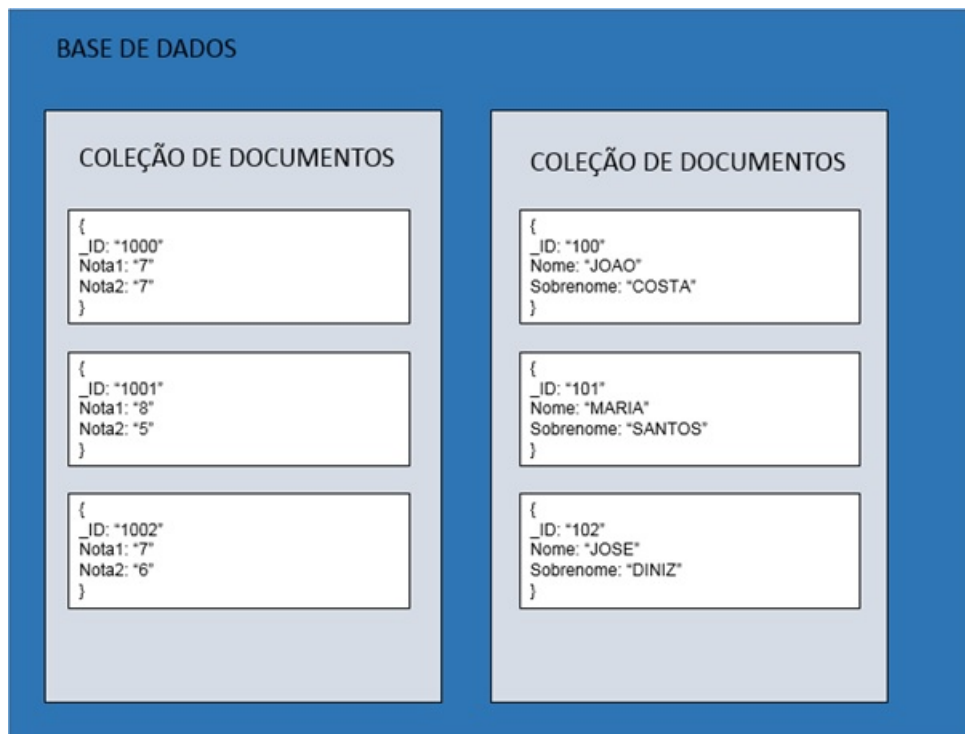 BASE DE DADOS
COLEÇÃO DE DOCUMENTOS
{
_ID: “1000”
Nota1: “7”
Nota2: “7”
}
{
_ID: “1001”
Nota1: “8”
Nota2: “5”
}
{
_ID: “1002”
Nota1: “7”
Nota2: “6”
}
COLEÇÃO DE DOCUMENTOS
{
_ID: “100”
Nome: “JOAO”
Sobrenome: “COSTA”
}
{
_ID: “101”
Nome: “MARIA”
Sobrenome: “SANTOS”
}
{
_ID: “102”
Nome: “JOSE”
Sobrenome: “DINIZ”
}